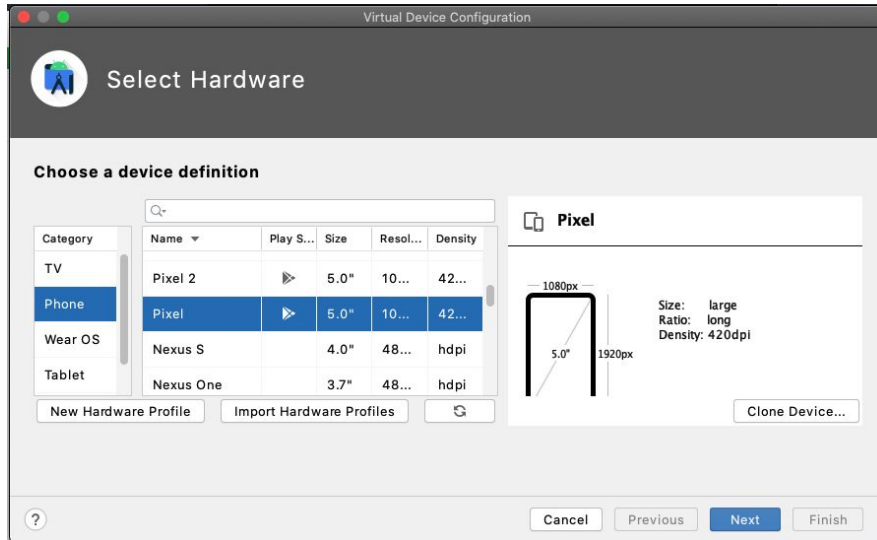 Virtual Device Configuration
Select Hardware
Choose a device definition
Category
TV
Phone
Wear OS
Tablet
Name Play S... Size Resol... Density
Pixel 2 5.0" 10... 42...
Pixel 5.0" 10... 42...
Nexus S 4.0" 48... hdpi
Nexus One 3.7" 48... hdpi
New Hardware Profile Import Hardware Profiles
Pixel
1080px
5.0" 1920px
Size: large
Ratio: long
Density: 420dpi
Clone Device...
? Cancel Previous Next Finish